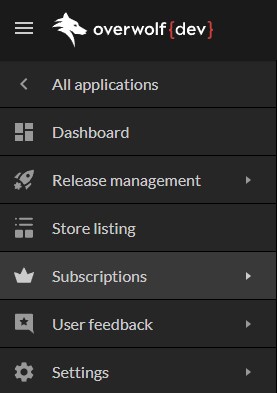 overwolf{dev}
All applications
Dashboard
Release management
Store listing
Subscriptions
User feedback
Settings